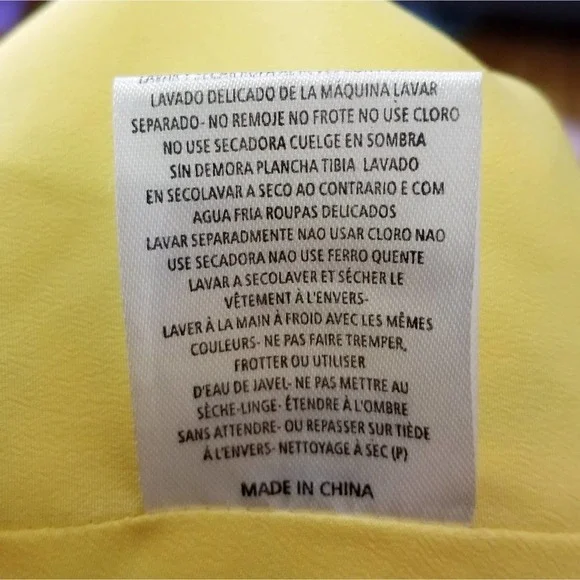 LAVADO DELICADO DE LA MAQUINA LAVAR
SEPARADO- NO REMOJE NO FROTE NO USE CLORO
NO USE SECADORA CUELGE EN SOMBRA
SIN DEMORA PLANCHA TIBIA LAVADO
EN SECOLAVAR A SECO AO CONTRARIO E COM
AGUA FRIA ROUPAS DELICADOS
LAVAR SEPARADMENTE NAO USAR CLORO NAO
USE SECADORA NAO USE FERRO QUENTE
LAVAR A SECOLAVER ET SÉCHER LE
VÊTEMENT À L'ENVERS-
LAVER À LA MAIN À FROID AVEC LES MÊMES
COULEURS- NE PAS FAIRE TREMPER,
FROTTER OU UTILISER
D'EAU DE JAVEL- NE PAS METTRE AU
SÈCHE-LINGE- ÉTENDRE À L'OMBRE
SANS ATTENDRE- OU REPASSER SUR TIÈDE
À L'ENVERS- NETTOYAGE À SEC (P)
MADE IN CHINA